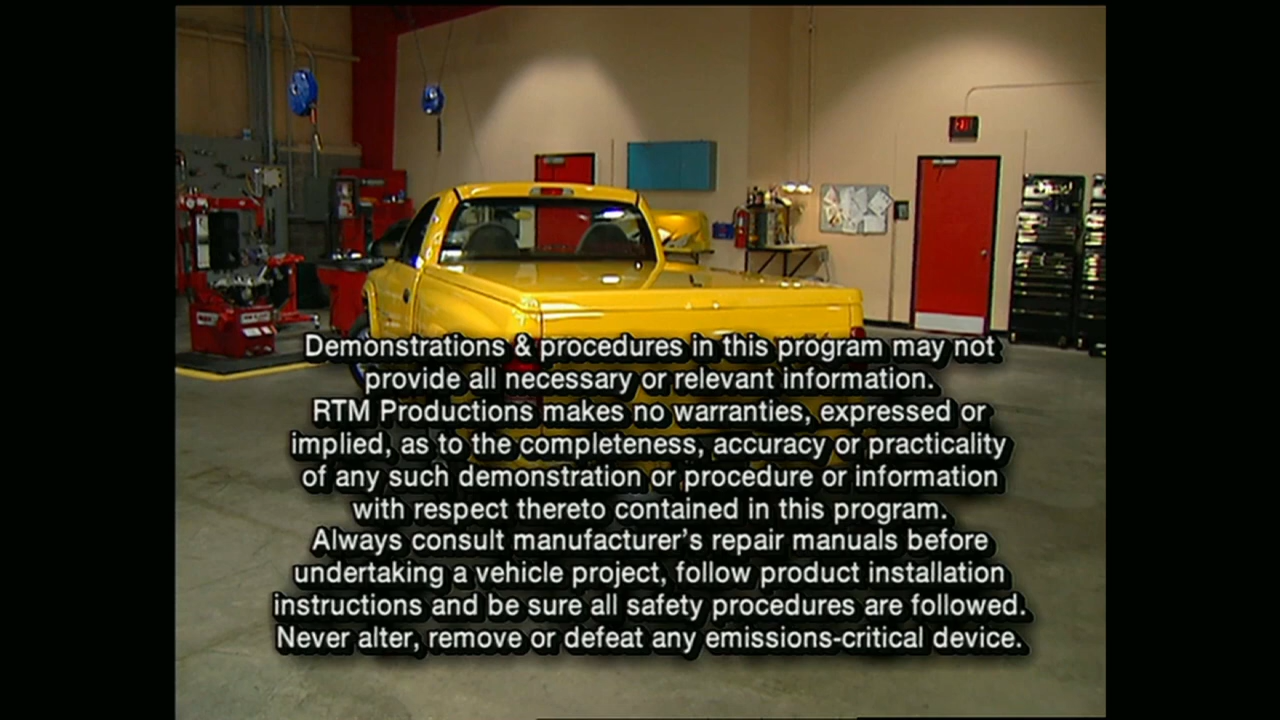 Demonstrations & procedures in this program may not
provide all necessary or relevant information.
RTM Productions makes no warranties, expressed or
implied, as to the completeness, accuracy or practicality
of any such demonstration or procedure or information
with respect thereto contained in this program.
Always consult manufacturer's repair manuals before
undertaking a vehicle project, follow product installation
instructions and be sure all safety procedures are followed.
Never alter, remove or defeat any emissions-critical device.